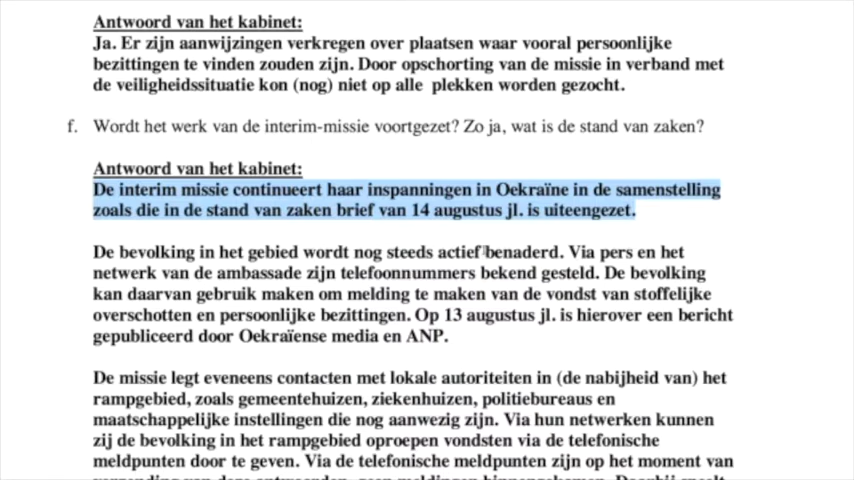 Antwoord van het kabinet:
Ja. Er zijn aanwijzingen verkregen over plaatsen waar vooral persoonlijke
bezittingen te vinden zouden zijn. Door opschorting van de missie in verband met
de veiligheidssituatie kon (nog) niet op alle plekken worden gezocht.
f. Wordt het werk van de interim-missie voortgezet? Zo ja, wat is de stand van zaken?
Antwoord van het kabinet:
De interim missie continueert haar inspanningen in Oekraïne in de samenstelling
zoals die in de stand van zaken brief van 14 augustus jl. is uiteengezet.
De bevolking in het gebied wordt nog steeds actief benaderd. Via pers en het
netwerk van de ambassade zijn telefoonnummers bekend gesteld. De bevolking
kan daarvan gebruik maken om melding te maken van de vondst van stoffelijke
overschotten en persoonlijke bezittingen. Op 13 augustus jl. is hierover een bericht
gepubliceerd door Oekraïense media en ANP.
De missie legt eveneens contacten met lokale autoriteiten in (de nabijheid van) het
rampgebied, zoals gemeentehuizen, ziekenhuizen, politiebureaus en
maatschappelijke instellingen die nog aanwezig zijn. Via hun netwerken kunnen
zij de bevolking in het rampgebied oproepen vondsten via de telefonische
meldpunten door te geven. Via de telefonische meldpunten zijn op het moment van